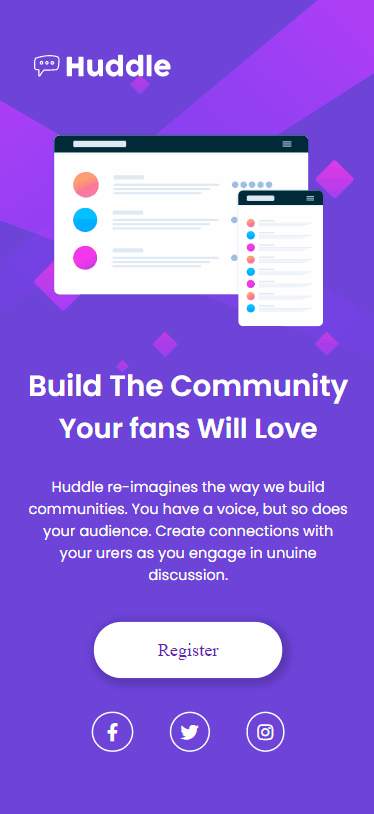 Huddle
Build The Community
Your fans Will Love
Huddle re-imagines the way we build
communities. You have a voice, but so does
your audience. Create connections with
your urers as you engage in unuine
discussion.
Register